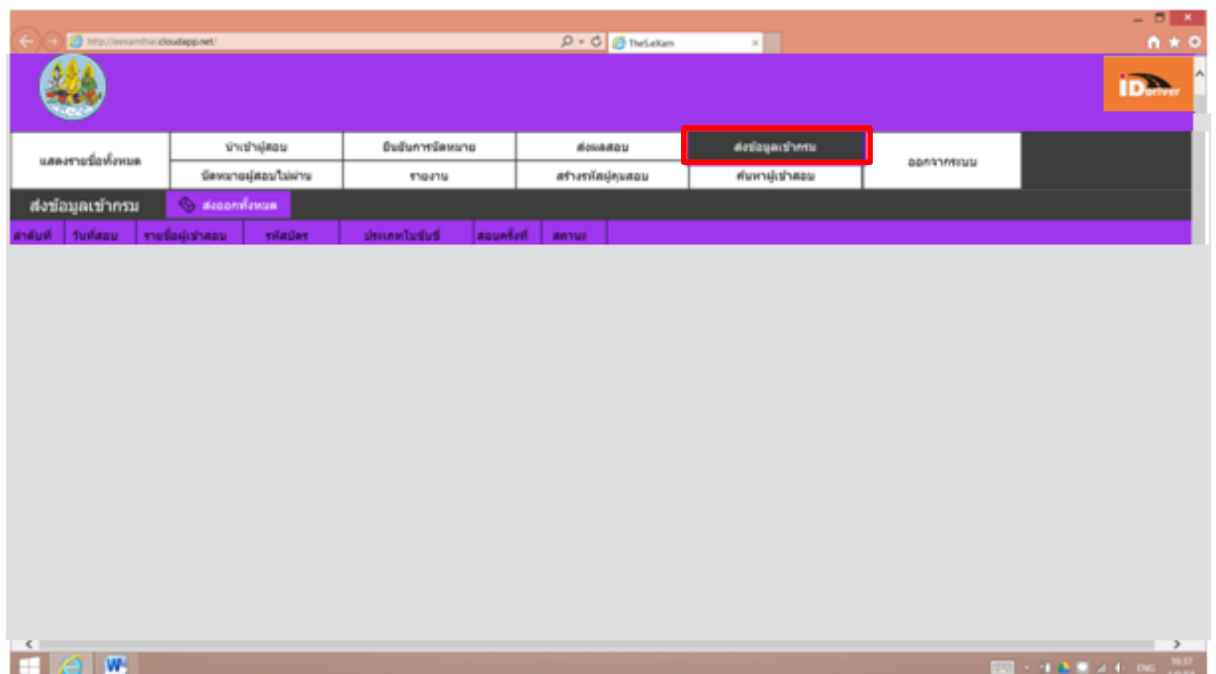 http://eexamthai.cloudapp.net/
TheS.eXam
iDriver
แสดงรายชื่อทั้งหมด
นำเข้าผู้สอบ
ยืนยันการนัดหมาย
ส่งผลสอบ
ส่งข้อมูลเข้ากรม
ออกจากระบบ
นัดหมายผู้สอบไม่ผ่าน
รายงาน
สร้างรหัสผู้คุมสอบ
ค้นหาผู้เข้าสอบ
ส่งข้อมูลเข้ากรม
ส่งออกทั้งหมด
ลำดับที่ วันที่สอบ รายชื่อผู้เข้าสอบ รหัสบัตร ประเภทใบขับขี่ สอบครั้งที่ สถานะ
ENG
16:37